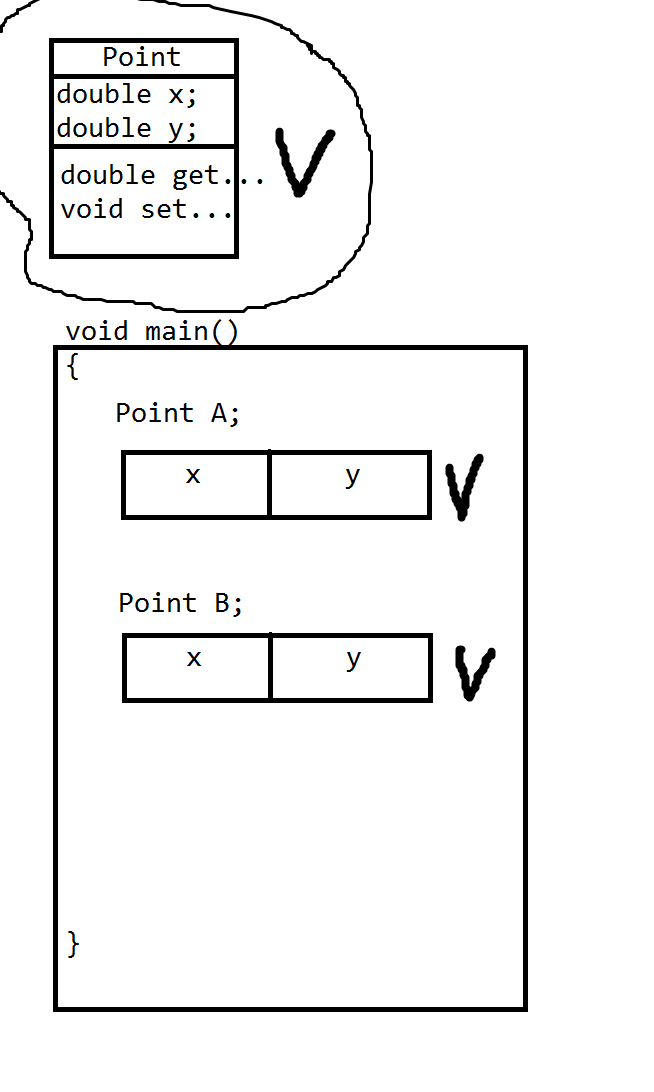 Point
double x;
double y;
double get...
V
void set...
void main()
{
Point A;
x y V
Point B;
x y V
}